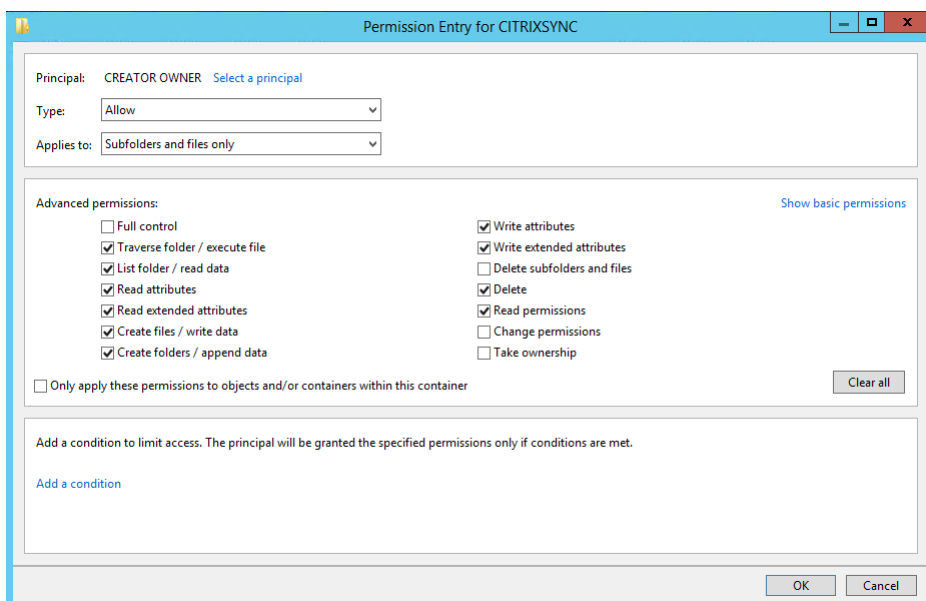 Permission Entry for CITRIXSYNC
Principal: CREATOR OWNER Select a principal
Type: Allow
Applies to: Subfolders and files only
Advanced permissions: Show basic permissions
Full control Write attributes
Traverse folder / execute file Write extended attributes
List folder / read data Delete subfolders and files
Read attributes Delete
Read extended attributes Read permissions
Create files / write data Change permissions
Create folders / append data Take ownership
Only apply these permissions to objects and/or containers within this container Clear all
Add a condition to limit access. The principal will be granted the specified permissions only if conditions are met.
Add a condition
OK Cancel